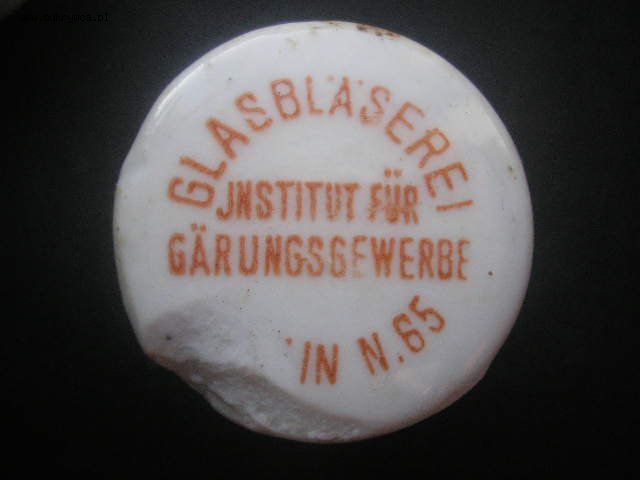 GLASBLÄSEREI
JNSTITUT FÜR
GÄRUNGSGEWERBE
IN N.65